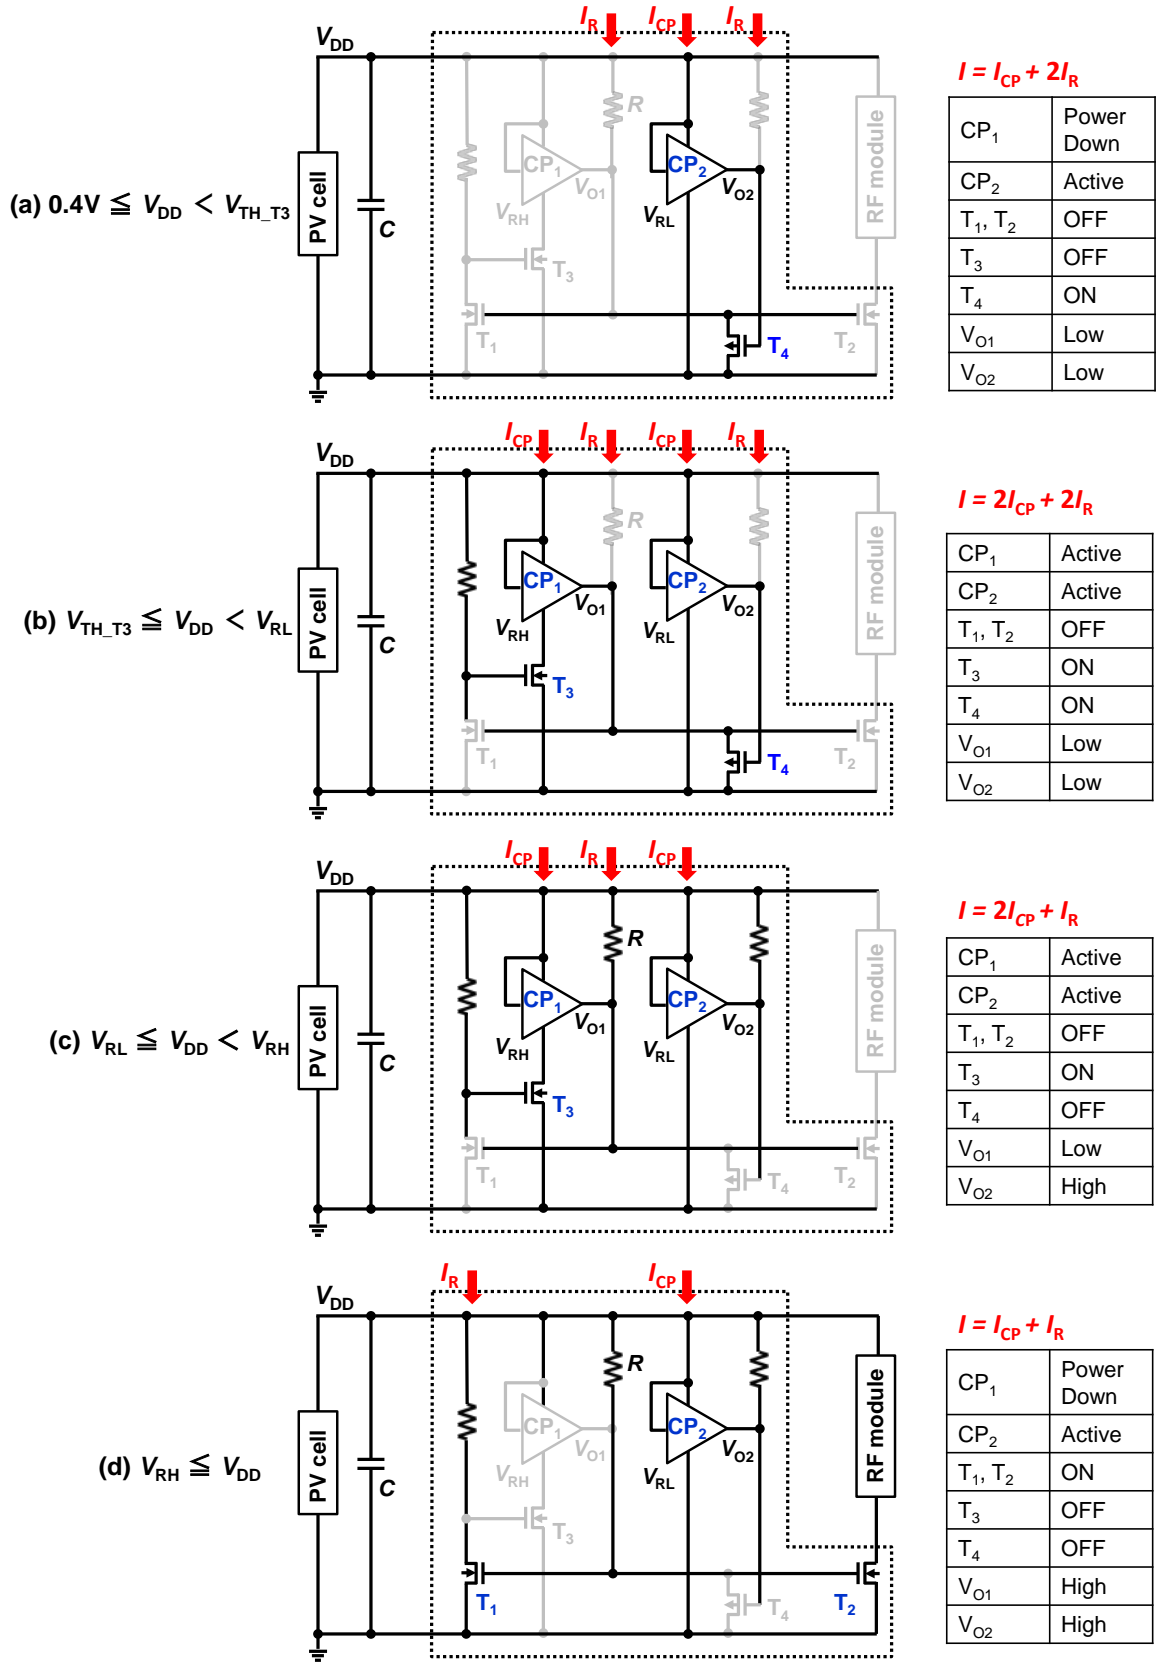 I_R I_CP I_R
V_DD
I = I_CP + 2I_R
R
PV cell
C
CP_1
V_O1
V_RH
CP_2
V_O2
V_RL
RF module
T_3
T_1
T_4
T_2
(a) 0.4V ≦ V_DD < V_TH_T3
CP_1 Power Down
CP_2 Active
T_1, T_2 OFF
T_3 OFF
T_4 ON
V_O1 Low
V_O2 Low
I_CP I_R I_CP I_R
V_DD
I = 2I_CP + 2I_R
R
PV cell
C
CP_1
V_O1
V_RH
CP_2
V_O2
V_RL
RF module
T_3
T_1
T_4
T_2
(b) V_TH_T3 ≦ V_DD < V_RL
CP_1 Active
CP_2 Active
T_1, T_2 OFF
T_3 ON
T_4 ON
V_O1 Low
V_O2 Low
I_CP I_R I_CP
V_DD
I = 2I_CP + I_R
R
PV cell
C
CP_1
V_O1
V_RH
CP_2
V_O2
V_RL
RF module
T_3
T_1
T_4
T_2
(c) V_RL ≦ V_DD < V_RH
CP_1 Active
CP_2 Active
T_1, T_2 OFF
T_3 ON
T_4 OFF
V_O1 Low
V_O2 High
I_R I_CP
V_DD
I = I_CP + I_R
R
PV cell
C
CP_1
V_O1
V_RH
CP_2
V_O2
V_RL
RF module
T_3
T_1
T_4
T_2
(d) V_RH ≦ V_DD
CP_1 Power Down
CP_2 Active
T_1, T_2 ON
T_3 OFF
T_4 OFF
V_O1 High
V_O2 High